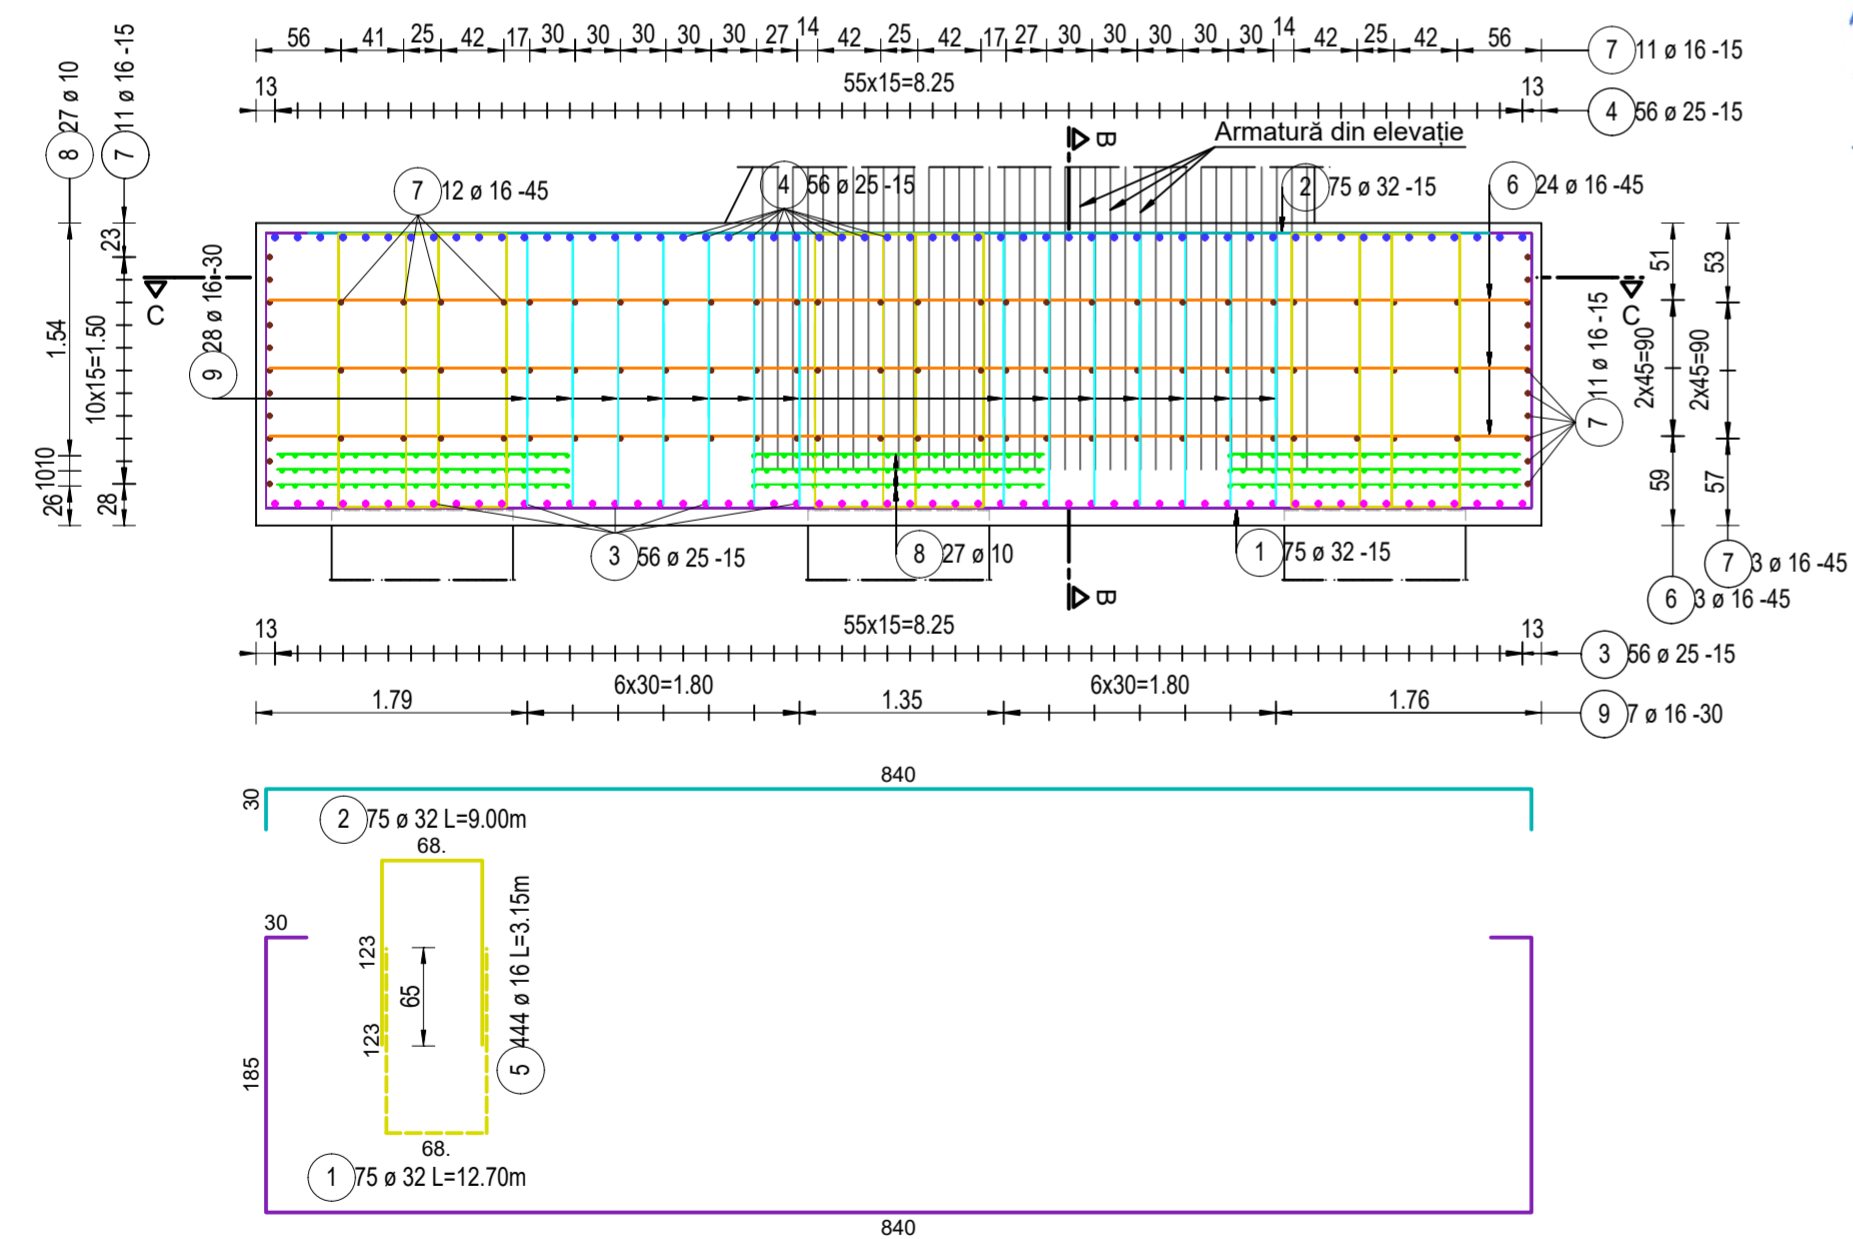 56 41 25 42 17 30 30 30 30 30 27 14 42 25 42 17 27 30 30 30 30 30 14 42 25 42 56
7 11 ø 16 -15
13 55x15=8.25 13
4 56 ø 25 -15
Armatură din elevație
B
8 27 ø 10
7 11 ø 16 -15
7 12 ø 16 -45
4 56 ø 25 -15
2 75 ø 32 -15
6 24 ø 16 -45
23
1.54
10x15=1.50
1010
26
28
C
9 28 ø 16 -30
C
7 11 ø 16 -15
51
53
2x45=90
2x45=90
59
57
3 56 ø 25 -15
8 27 ø 10
1 75 ø 32 -15
7 3 ø 16 -45
6 3 ø 16 -45
B
13 55x15=8.25 13
3 56 ø 25 -15
1.79 6x30=1.80 1.35 6x30=1.80 1.76
9 7 ø 16 -30
840
30
2 75 ø 32 L=9.00m
68.
123
65
123
5 444 ø 16 L=3.15m
68.
30
185
1 75 ø 32 L=12.70m
840